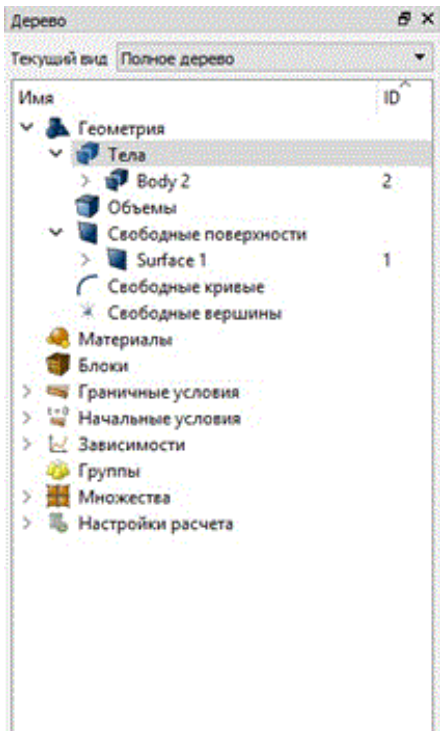 Дерево
Текущий вид Полное дерево
Имя ID
Геометрия
Тела
Body 2 2
Объемы
Свободные поверхности
Surface 1 1
Свободные кривые
Свободные вершины
Материалы
Блоки
Граничные условия
t=0 Начальные условия
Зависимости
Группы
Множества
Настройки расчета